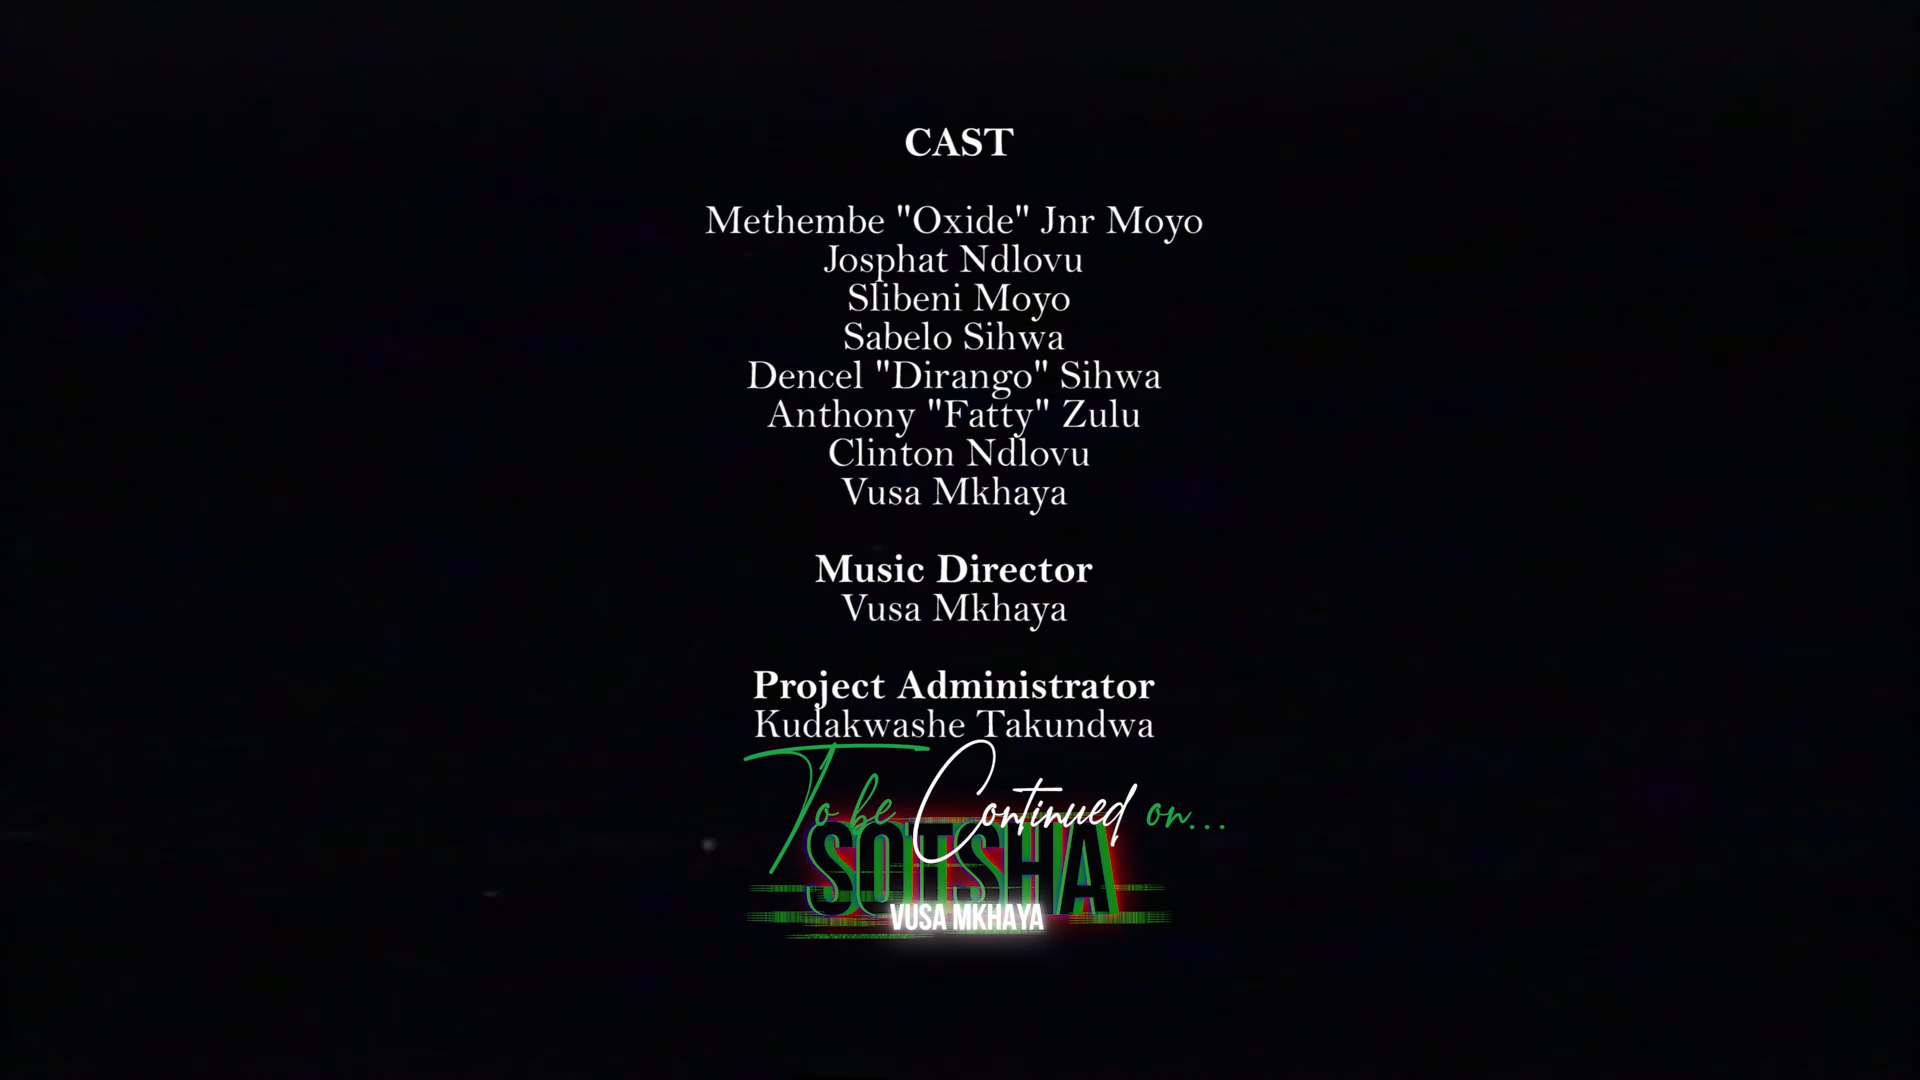 CAST
Methembe "Oxide" Jnr Moyo
Josphat Ndlovu
Slibeni Moyo
Sabelo Sihwa
Dencel "Dirango" Sihwa
Anthony "Fatty" Zulu
Clinton Ndlovu
Vusa Mkhaya
Music Director
Vusa Mkhaya
Project Administrator
Kudakwashe Takundwa
To be Continued on...
SOTSHA
VUSA MKHAYA